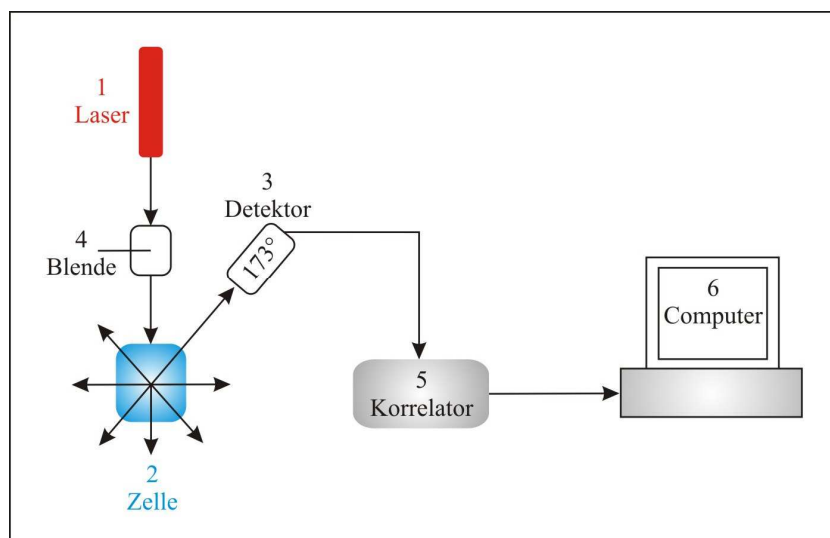 1
Laser
3
Detektor
4
Blende
173°
6
Computer
5
Korrelator
2
Zelle